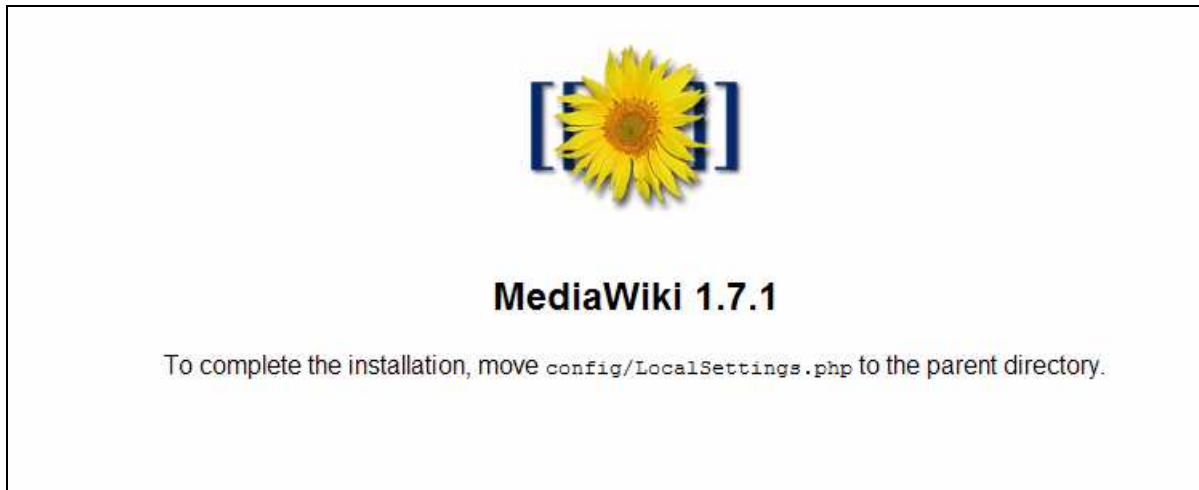 MediaWiki 1.7.1
To complete the installation, move config/LocalSettings.php to the parent directory.